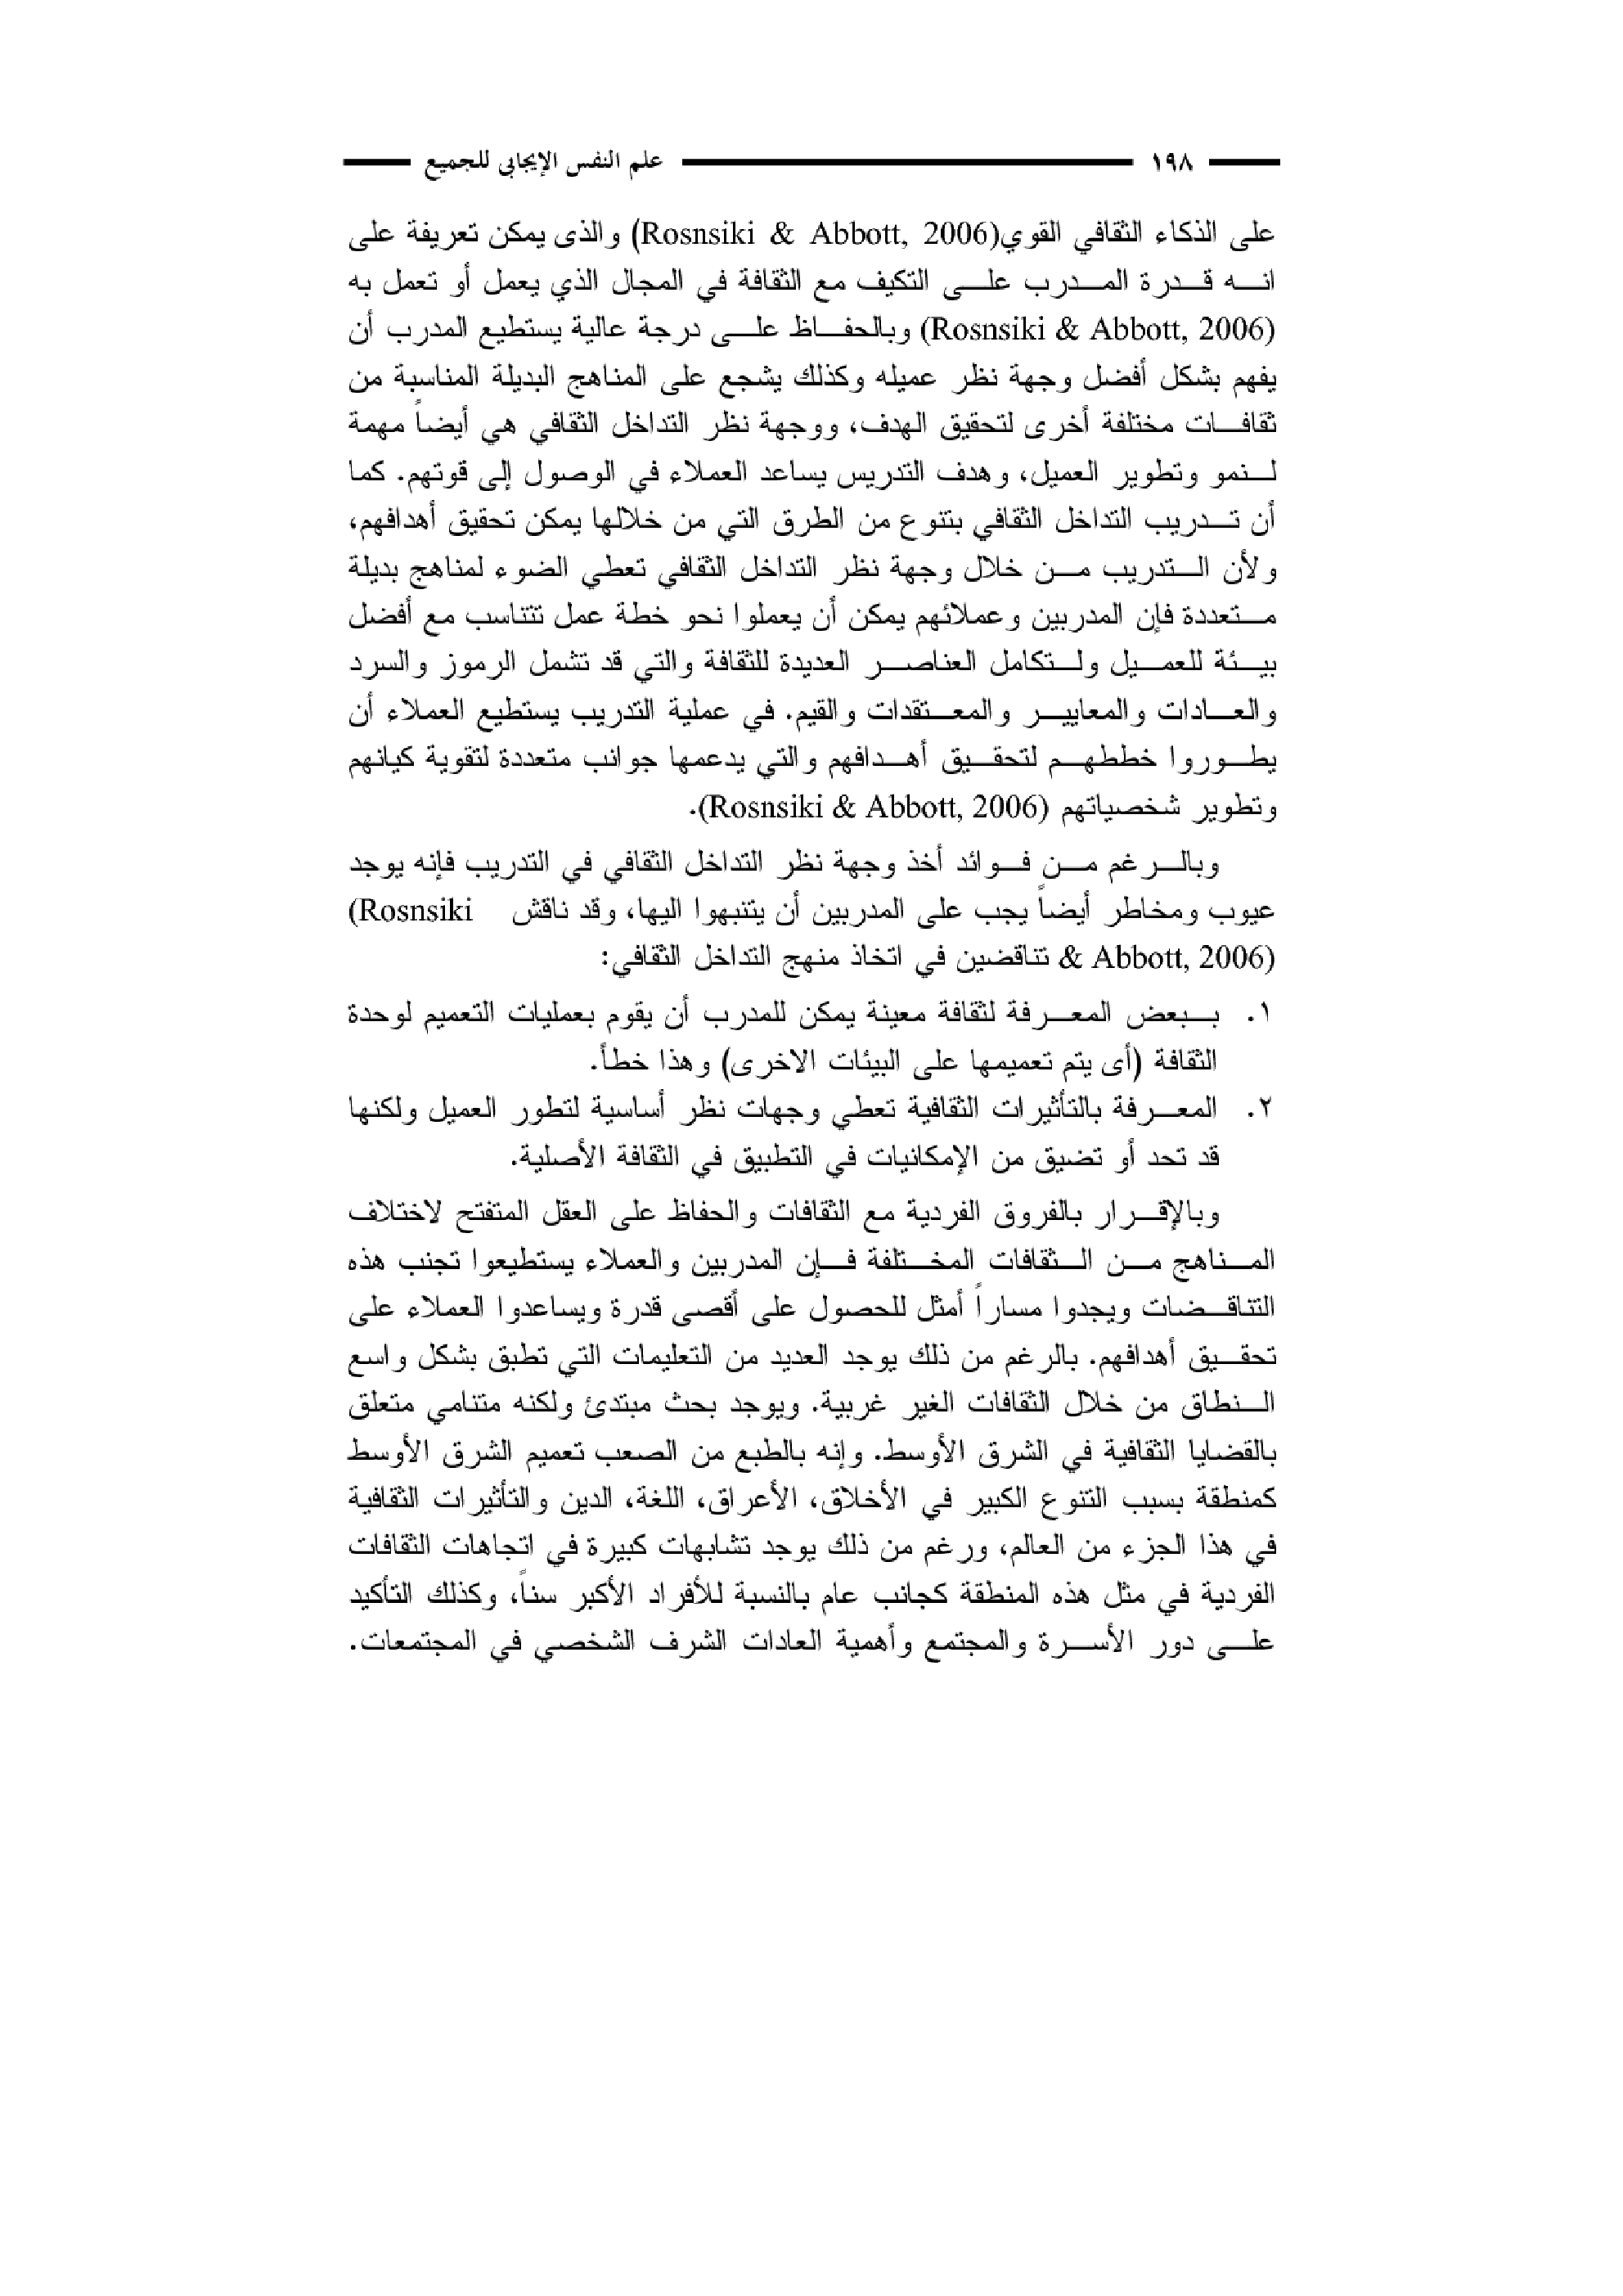 ١٩٨ علم النفس الإيجابي للجميع
على الذكاء الثقافي القوي(Rosnsiki & Abbott, 2006) والذى يمكن تعريفة على
انه قدرة المدرب على التكيف مع الثقافة في المجال الذي يعمل أو تعمل به
(Rosnsiki & Abbott, 2006) وبالحفاظ على درجة عالية يستطيع المدرب أن
يفهم بشكل أفضل وجهة نظر عميله وكذلك يشجع على المناهج البديلة المناسبة من
ثقافات مختلفة أخرى لتحقيق الهدف، ووجهة نظر التداخل الثقافي هي أيضاً مهمة
لنمو وتطوير العميل، وهدف التدريس يساعد العملاء في الوصول إلى قوتهم. كما
أن تدريب التداخل الثقافي بتنوع من الطرق التي من خلالها يمكن تحقيق أهدافهم،
ولأن التدريب من خلال وجهة نظر التداخل الثقافي تعطي الضوء لمناهج بديلة
متعددة فإن المدربين وعملائهم يمكن أن يعملوا نحو خطة عمل تتناسب مع أفضل
بيئة للعميل ولتكامل العناصر العديدة للثقافة والتي قد تشمل الرموز والسرد
والعادات والمعايير والمعتقدات والقيم. في عملية التدريب يستطيع العملاء أن
يطوروا خططهم لتحقيق أهدافهم والتي يدعمها جوانب متعددة لتقوية كيانهم
وتطوير شخصياتهم (Rosnsiki & Abbott, 2006).
وبالرغم من فوائد أخذ وجهة نظر التداخل الثقافي في التدريب فإنه يوجد
عيوب ومخاطر أيضاً يجب على المدربين أن يتنبهوا اليها، وقد ناقش (Rosnsiki
& Abbott, 2006) تناقضين في اتخاذ منهج التداخل الثقافي:
١. ببعض المعرفة لثقافة معينة يمكن للمدرب أن يقوم بعمليات التعميم لوحدة
الثقافة (أى يتم تعميمها على البيئات الاخرى) وهذا خطأ.
٢. المعرفة بالتأثيرات الثقافية تعطي وجهات نظر أساسية لتطور العميل ولكنها
قد تحد أو تضيق من الإمكانيات في التطبيق في الثقافة الأصلية.
وبالإقرار بالفروق الفردية مع الثقافات والحفاظ على العقل المتفتح لاختلاف
المناهج من الثقافات المختلفة فإن المدربين والعملاء يستطيعوا تجنب هذه
التناقضات ويجدوا مساراً أمثل للحصول على أقصى قدرة ويساعدوا العملاء على
تحقيق أهدافهم. بالرغم من ذلك يوجد العديد من التعليمات التي تطبق بشكل واسع
النطاق من خلال الثقافات الغير غربية. ويوجد بحث مبتدئ ولكنه متنامي متعلق
بالقضايا الثقافية في الشرق الأوسط. وإنه بالطبع من الصعب تعميم الشرق الأوسط
كمنطقة بسبب التنوع الكبير في الأخلاق، الأعراق، اللغة، الدين والتأثيرات الثقافية
في هذا الجزء من العالم، ورغم من ذلك يوجد تشابهات كبيرة في اتجاهات الثقافات
الفردية في مثل هذه المنطقة كجانب عام بالنسبة للأفراد الأكبر سناً، وكذلك التأكيد
على دور الأسرة والمجتمع وأهمية العادات الشرف الشخصي في المجتمعات.